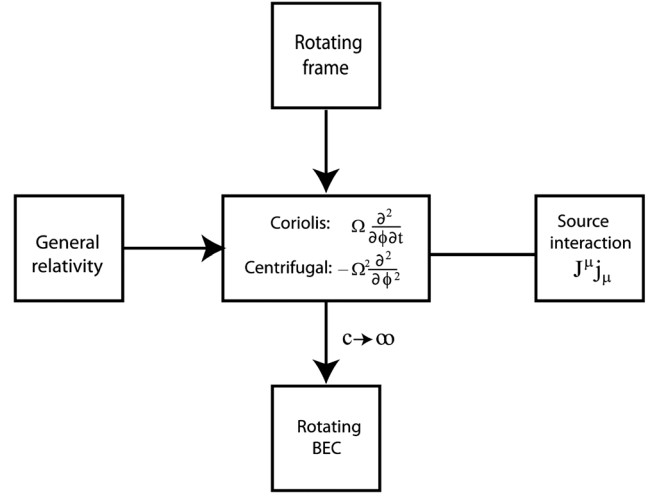 Rotating
frame
General
relativity
Coriolis: Ω ∂²/∂ϕ∂t
Centrifugal: −Ω² ∂²/∂ϕ²
Source
interaction
J^μ j_μ
c→∞
Rotating
BEC